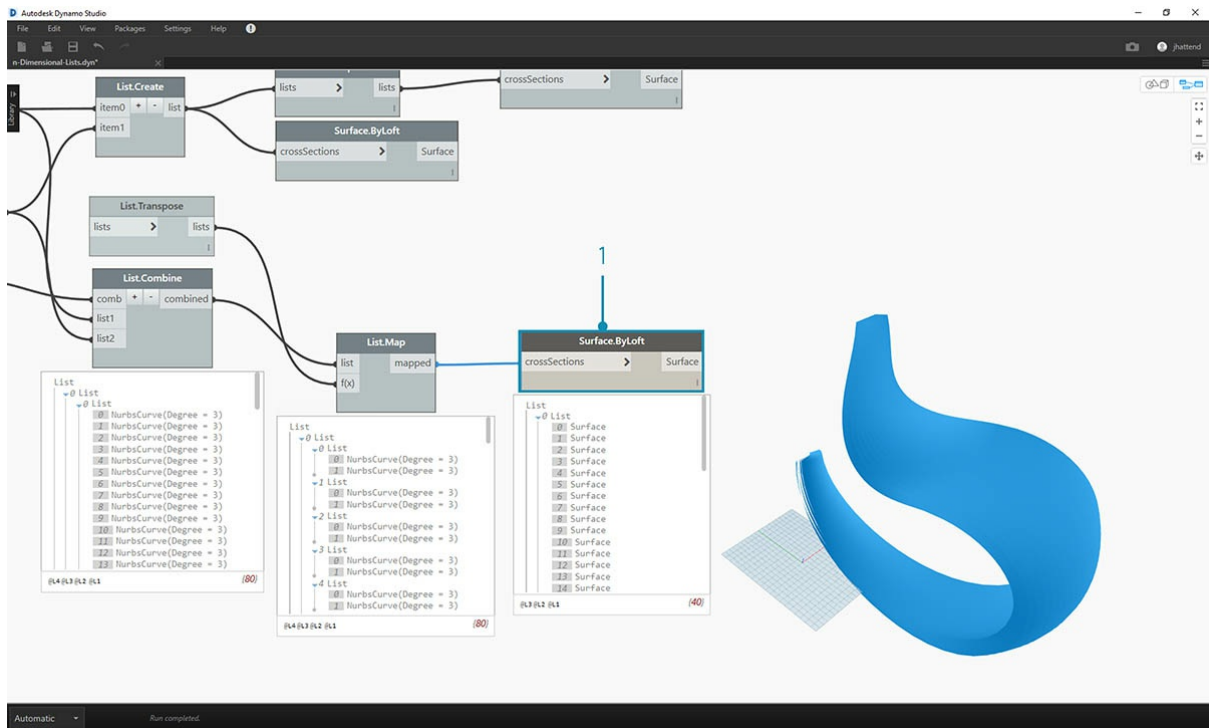 Autodesk Dynamo Studio
File Edit View Packages Settings Help
jhattend
n-Dimensional-Lists.dyn*
Library
List.Create
item0 + - list
item1
lists > lists
crossSections > Surface
Surface.ByLoft
crossSections > Surface
List.Transpose
lists > lists
List.Combine
comb + - combined
list1
list2
1
List.Map
list mapped
f(x)
Surface.ByLoft
crossSections > Surface
List
0 List
0 List
0 NurbsCurve(Degree = 3)
1 NurbsCurve(Degree = 3)
2 NurbsCurve(Degree = 3)
3 NurbsCurve(Degree = 3)
4 NurbsCurve(Degree = 3)
5 NurbsCurve(Degree = 3)
6 NurbsCurve(Degree = 3)
7 NurbsCurve(Degree = 3)
8 NurbsCurve(Degree = 3)
9 NurbsCurve(Degree = 3)
10 NurbsCurve(Degree = 3)
11 NurbsCurve(Degree = 3)
12 NurbsCurve(Degree = 3)
13 NurbsCurve(Degree = 3)
@L4 @L3 @L2 @L1 {80}
List
0 List
0 List
0 NurbsCurve(Degree = 3)
1 NurbsCurve(Degree = 3)
1 List
0 NurbsCurve(Degree = 3)
1 NurbsCurve(Degree = 3)
2 List
0 NurbsCurve(Degree = 3)
1 NurbsCurve(Degree = 3)
3 List
0 NurbsCurve(Degree = 3)
1 NurbsCurve(Degree = 3)
4 List
0 NurbsCurve(Degree = 3)
1 NurbsCurve(Degree = 3)
@L4 @L3 @L2 @L1 {80}
List
0 List
0 Surface
1 Surface
2 Surface
3 Surface
4 Surface
5 Surface
6 Surface
7 Surface
8 Surface
9 Surface
10 Surface
11 Surface
12 Surface
13 Surface
14 Surface
@L3 @L2 @L1 {40}
Automatic
Run completed.